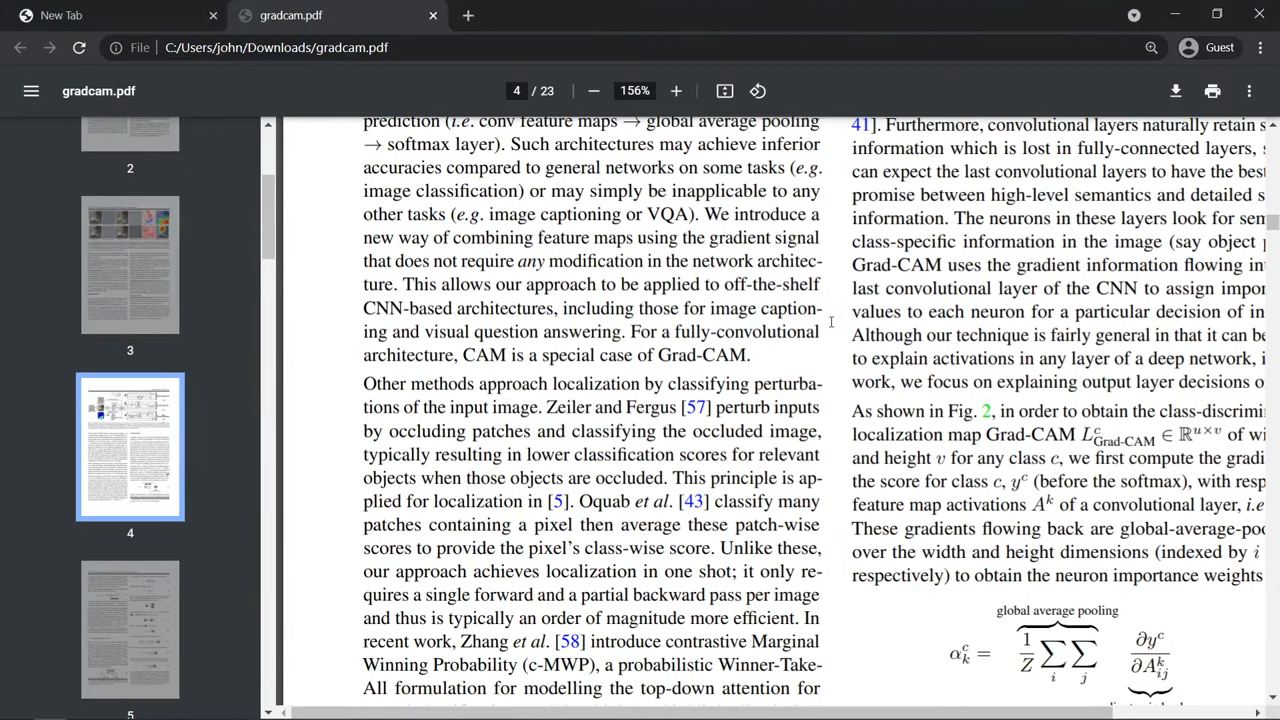 New Tab
gradcam.pdf
File
C:/Users/john/Downloads/gradcam.pdf
Guest
gradcam.pdf
4 / 23
156%
2
3
4
5
prediction (i.e. conv feature maps → global average pooling
→ softmax layer). Such architectures may achieve inferior
accuracies compared to general networks on some tasks (e.g.
image classification) or may simply be inapplicable to any
other tasks (e.g. image captioning or VQA). We introduce a
new way of combining feature maps using the gradient signal
that does not require any modification in the network architec-
ture. This allows our approach to be applied to off-the-shelf
CNN-based architectures, including those for image caption-
ing and visual question answering. For a fully-convolutional
architecture, CAM is a special case of Grad-CAM.
Other methods approach localization by classifying perturba-
tions of the input image. Zeiler and Fergus [57] perturb inputs
by occluding patches and classifying the occluded image,
typically resulting in lower classification scores for relevant
objects when those objects are occluded. This principle is ap-
plied for localization in [5]. Oquab et al. [43] classify many
patches containing a pixel then average these patch-wise
scores to provide the pixel's class-wise score. Unlike these,
our approach achieves localization in one shot; it only re-
quires a single forward and a partial backward pass per image
and thus is typically an order of magnitude more efficient. In
recent work Zhang et al. [58] introduce contrastive Marginal
Winning Probability (c-MWP), a probabilistic Winner-Take-
All formulation for modelling the top-down attention for
41]. Furthermore, convolutional layers naturally retain s
information which is lost in fully-connected layers,
can expect the last convolutional layers to have the best
promise between high-level semantics and detailed s
information. The neurons in these layers look for sen
class-specific information in the image (say object
Grad-CAM uses the gradient information flowing in
last convolutional layer of the CNN to assign impor
values to each neuron for a particular decision of in
Although our technique is fairly general in that it can be
to explain activations in any layer of a deep network, i
work, we focus on explaining output layer decisions o
As shown in Fig. 2, in order to obtain the class-discrimi
localization map Grad-CAM L^c_Grad-CAM ∈ ℝ^{u×v} of wi
and height v for any class c, we first compute the gradi
the score for class c, y^c (before the softmax), with resp
feature map activations A^k of a convolutional layer, i.e
These gradients flowing back are global-average-poo
over the width and height dimensions (indexed by i
respectively) to obtain the neuron importance weights
global average pooling
α^c_k = 1/Z ∑_i ∑_j ∂y^c/∂A^k_ij